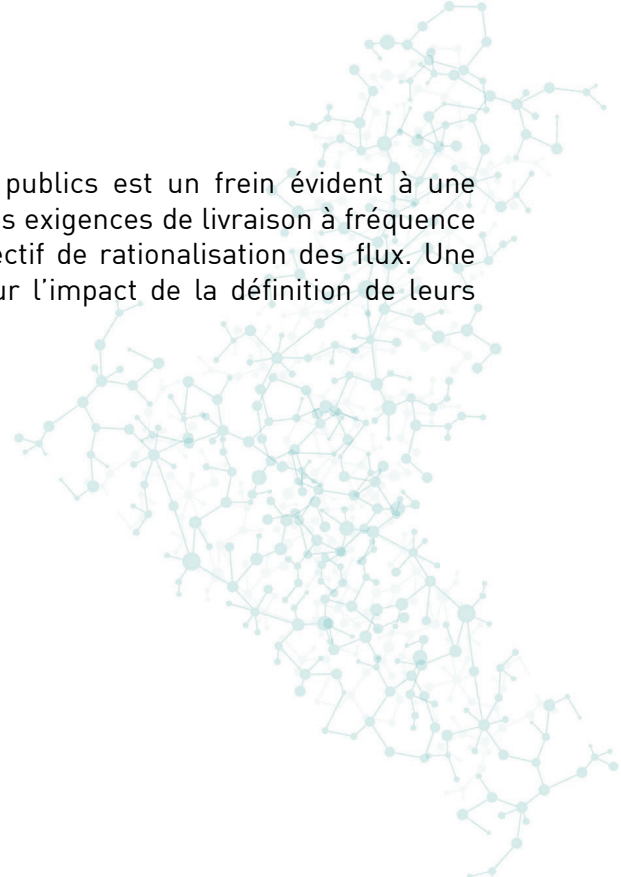 publics est un frein évident à une
s exigences de livraison à fréquence
ectif de rationalisation des flux. Une
ur l'impact de la définition de leurs